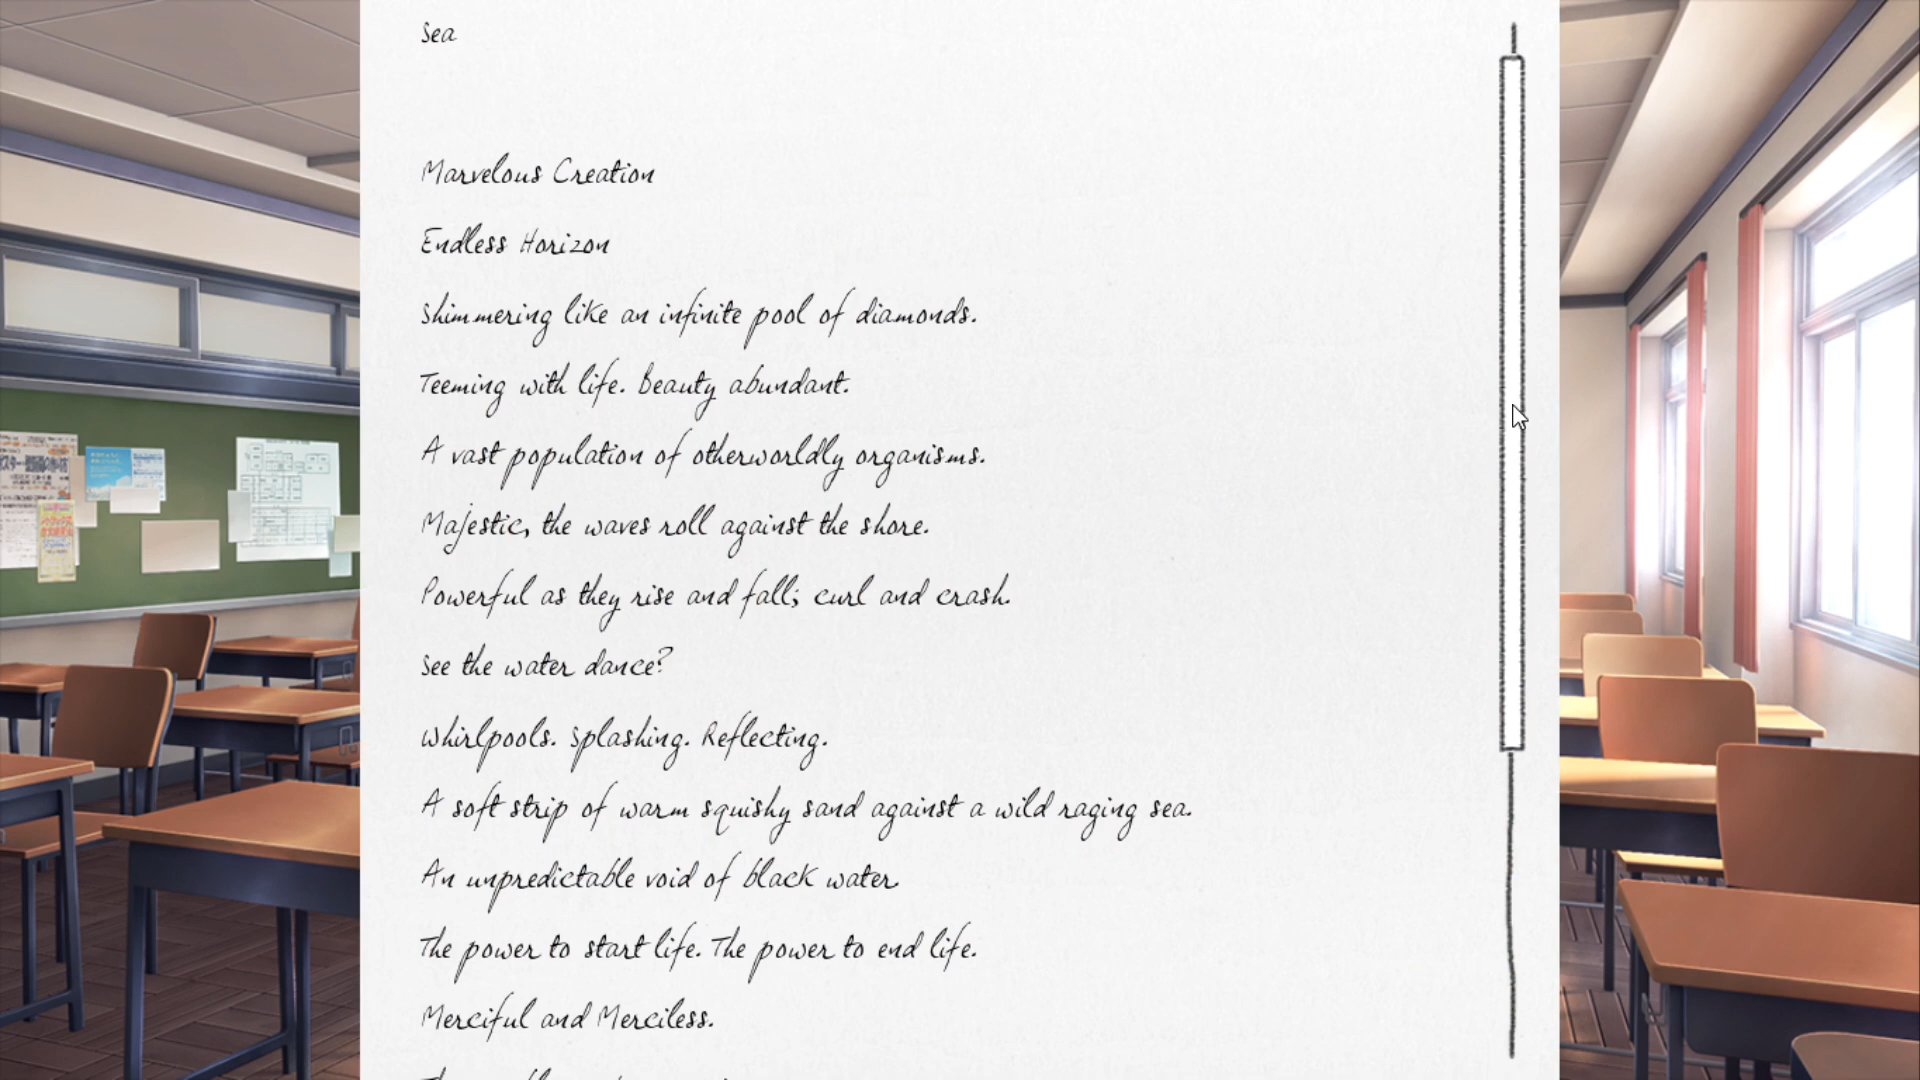 Sea
Marvelous Creation
Endless Horizon
Shimmering like an infinite pool of diamonds.
Teeming with life. Beauty abundant.
A vast population of otherworldly organisms.
Majestic, the waves roll against the shore.
Powerful as they rise and fall; curl and crash.
See the water dance?
Whirlpools. Splashing. Reflecting.
A soft strip of warm squishy sand against a wild raging sea.
An unpredictable void of black water
The power to start life. The power to end life.
Merciful and Merciless.